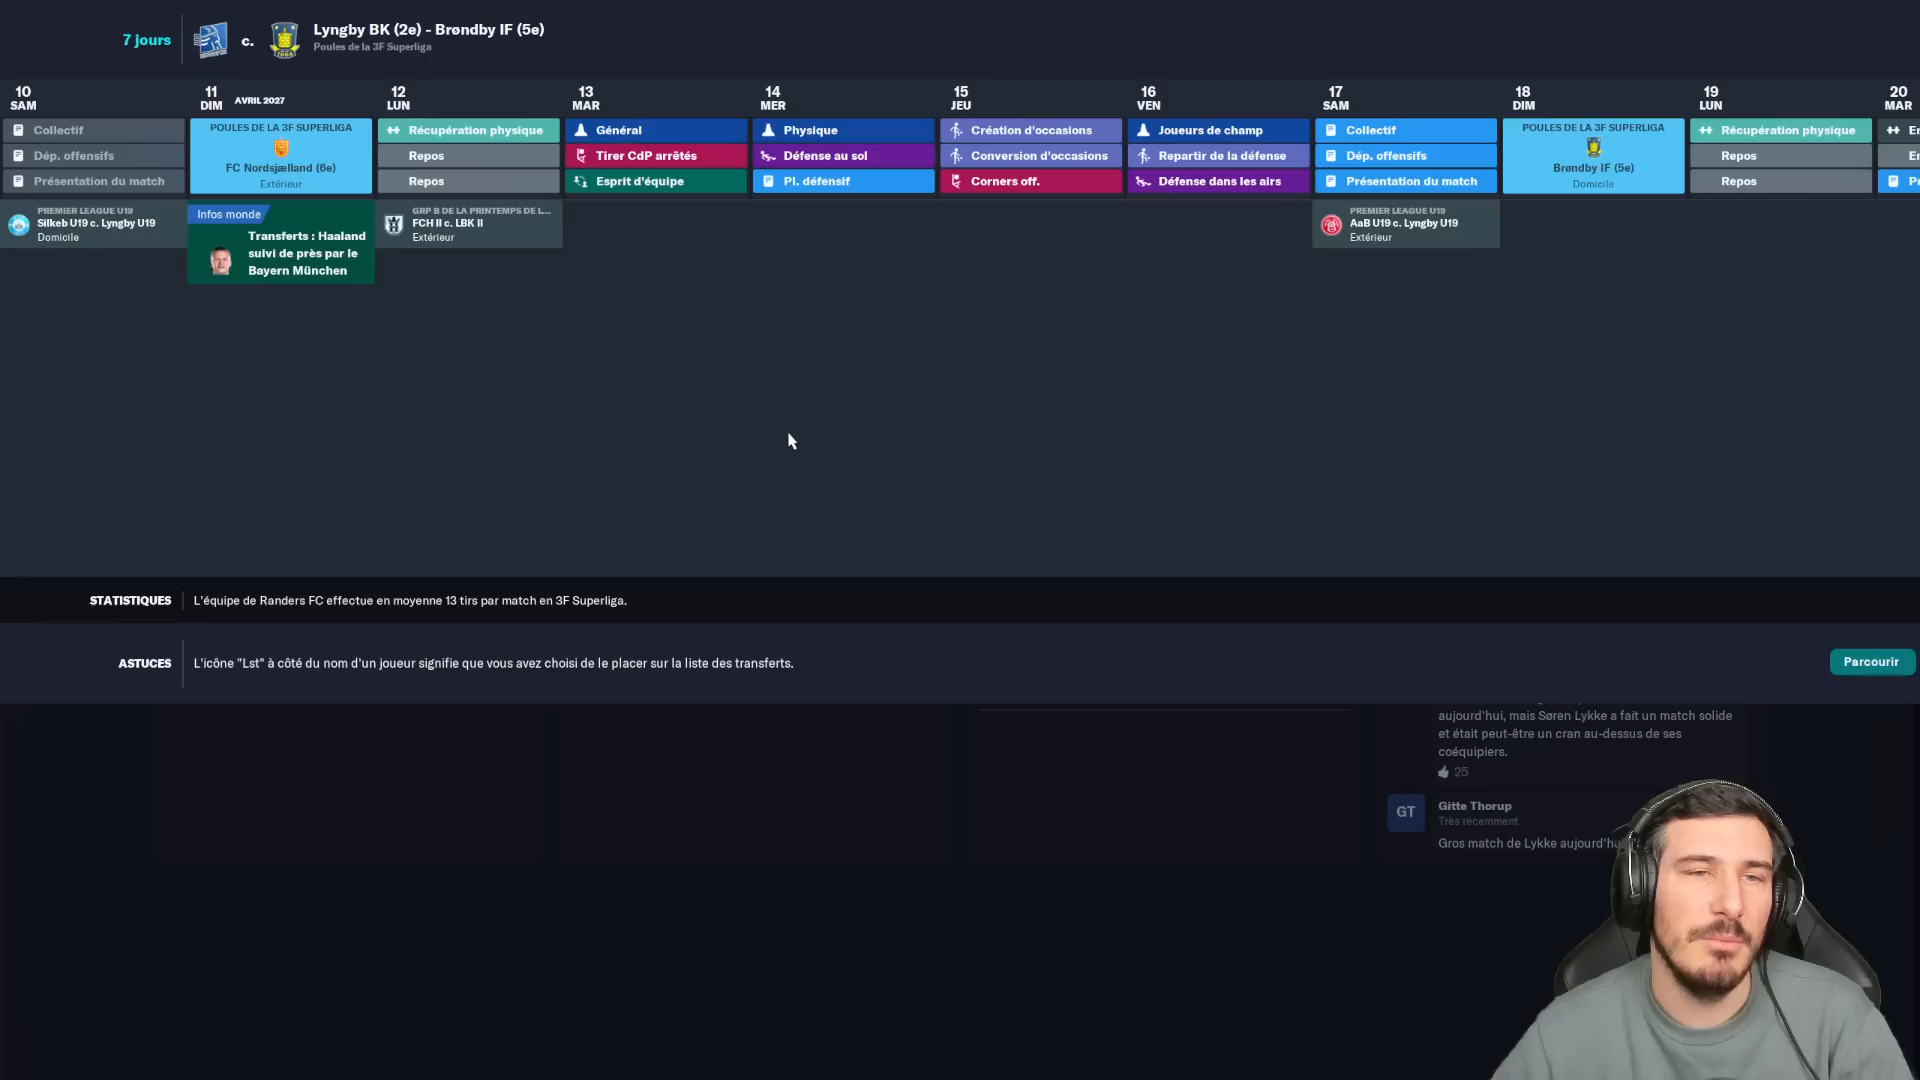 7 jours
c.
Lyngby BK (2e) - Brøndby IF (5e)
Poules de la 3F Superliga
10
SAM
11
DIM
AVRIL 2027
12
LUN
13
MAR
14
MER
15
JEU
16
VEN
17
SAM
18
DIM
19
LUN
20
MAR
Collectif
Dép. offensifs
Présentation du match
POULES DE LA 3F SUPERLIGA
FC Nordsjælland (6e)
Extérieur
Récupération physique
Repos
Repos
Général
Tirer CdP arrêtés
Esprit d'équipe
Physique
Défense au sol
Pl. défensif
Création d'occasions
Conversion d'occasions
Corners off.
Joueurs de champ
Repartir de la défense
Défense dans les airs
Collectif
Dép. offensifs
Présentation du match
POULES DE LA 3F SUPERLIGA
Brøndby IF (5e)
Domicile
Récupération physique
Repos
Repos
PREMIER LEAGUE U19
Silkeb U19 c. Lyngby U19
Domicile
Infos monde
Transferts : Haaland
suivi de près par le
Bayern München
GRP B DE LA PRINTEMPS DE L...
FCH II c. LBK II
Extérieur
PREMIER LEAGUE U19
AaB U19 c. Lyngby U19
Extérieur
STATISTIQUES
L'équipe de Randers FC effectue en moyenne 13 tirs par match en 3F Superliga.
ASTUCES
L'icône "Lst" à côté du nom d'un joueur signifie que vous avez choisi de le placer sur la liste des transferts.
Parcourir
aujourd'hui, mais Søren Lykke a fait un match solide
et était peut-être un cran au-dessus de ses
coéquipiers.
25
GT
Gitte Thorup
Très récemment
Gros match de Lykke aujourd'hu